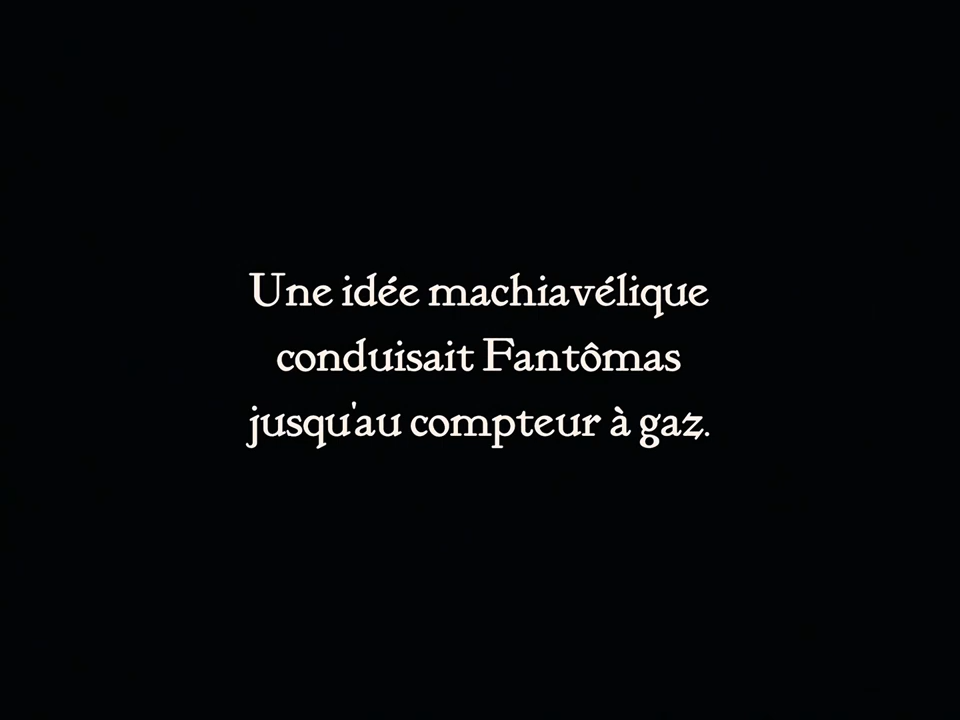 Une idée machiavélique
conduisait Fantômas
jusqu'au compteur à gaz.